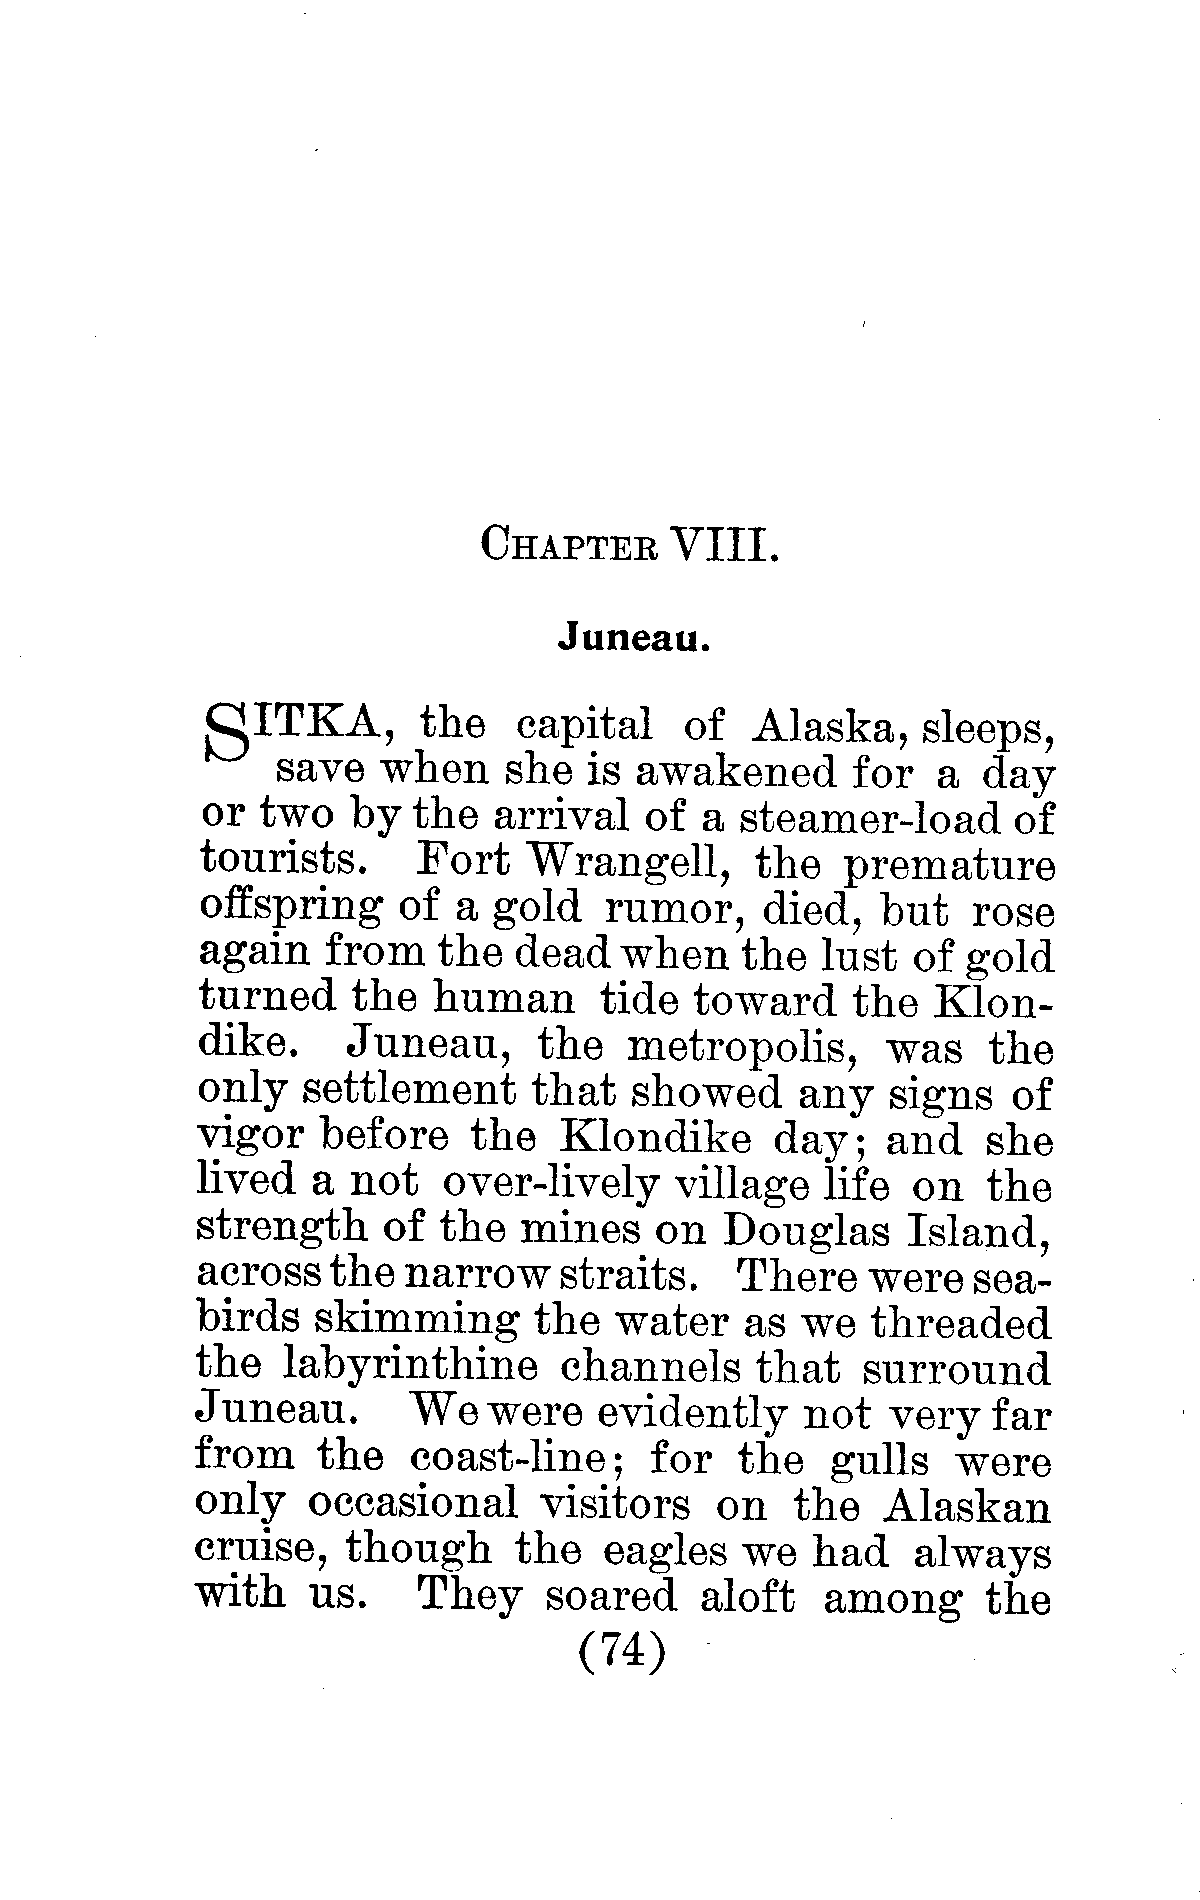 CHAPTER VIII.
Juneau.
SITKA, the capital of Alaska, sleeps,
save when she is awakened for a day
or two by the arrival of a steamer-load of
tourists. Fort Wrangell, the premature
offspring of a gold rumor, died, but rose
again from the dead when the lust of gold
turned the human tide toward the Klon-
dike. Juneau, the metropolis, was the
only settlement that showed any signs of
vigor before the Klondike day; and she
lived a not over-lively village life on the
strength of the mines on Douglas Island,
across the narrow straits. There were sea-
birds skimming the water as we threaded
the labyrinthine channels that surround
Juneau. We were evidently not very far
from the coast-line; for the gulls were
only occasional visitors on the Alaskan
cruise, though the eagles we had always
with us. They soared aloft among the
(74)